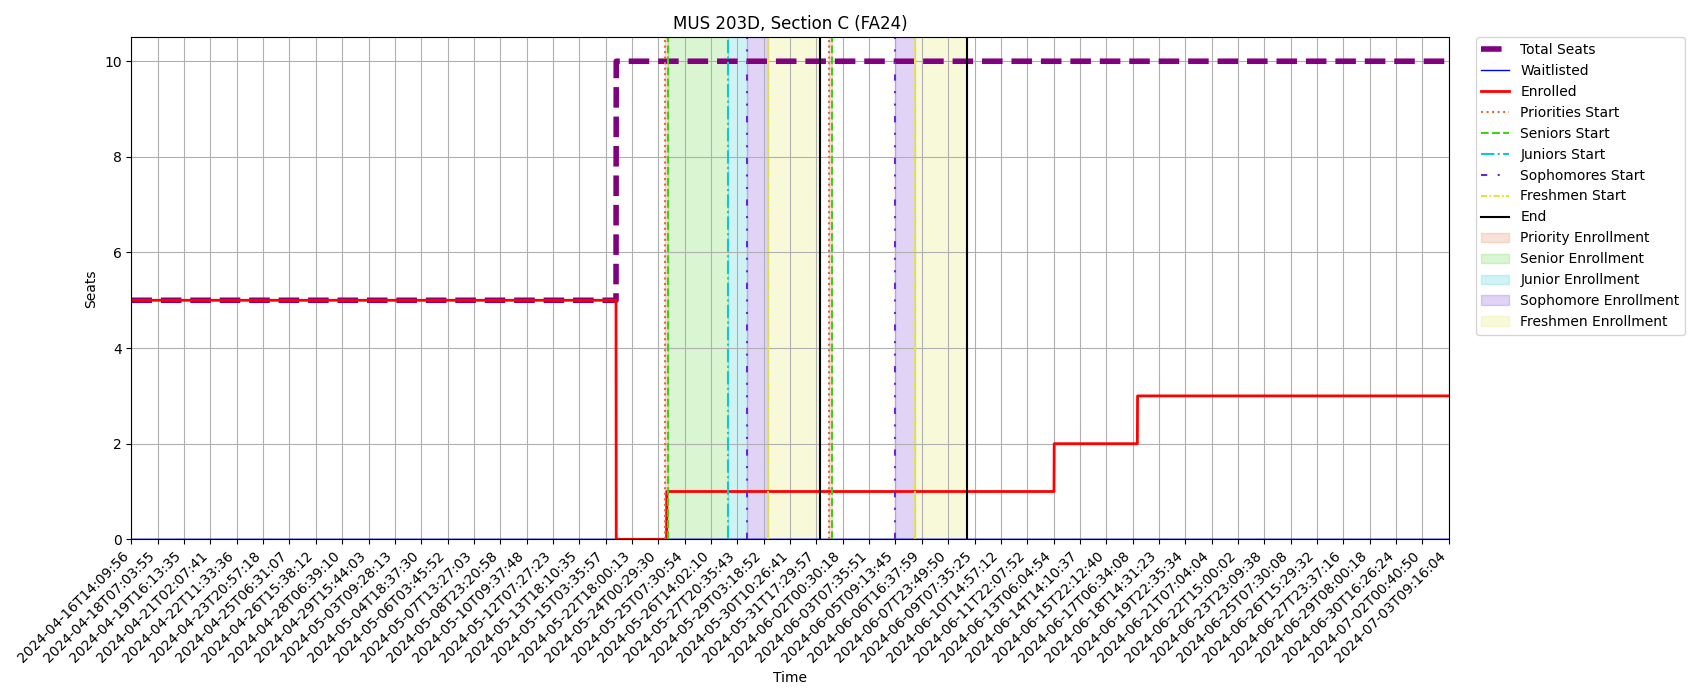 MUS 203D, Section C (FA24)
Total Seats
Waitlisted
Enrolled
Priorities Start
Seniors Start
Juniors Start
Sophomores Start
Freshmen Start
End
Priority Enrollment
Senior Enrollment
Junior Enrollment
Sophomore Enrollment
Freshmen Enrollment
Seats
10
8
6
4
2
0
2024-04-16T14:09:56
2024-04-18T07:03:55
2024-04-19T16:13:35
2024-04-21T02:07:41
2024-04-22T11:33:36
2024-04-23T20:57:18
2024-04-25T06:31:07
2024-04-26T15:38:12
2024-04-28T06:39:10
2024-04-29T15:44:03
2024-05-03T09:28:13
2024-05-04T18:37:30
2024-05-06T03:45:52
2024-05-07T13:27:03
2024-05-08T23:20:58
2024-05-10T09:37:48
2024-05-12T07:27:23
2024-05-13T18:10:35
2024-05-15T03:35:57
2024-05-22T18:00:13
2024-05-24T00:29:30
2024-05-25T07:30:54
2024-05-26T14:02:10
2024-05-27T20:35:43
2024-05-29T03:18:52
2024-05-30T10:26:41
2024-05-31T17:29:57
2024-06-02T00:30:18
2024-06-03T07:35:51
2024-06-05T09:13:45
2024-06-06T16:37:59
2024-06-07T23:49:50
2024-06-09T07:35:25
2024-06-10T14:57:12
2024-06-11T22:07:52
2024-06-13T06:04:54
2024-06-14T14:10:37
2024-06-15T22:12:40
2024-06-17T06:34:08
2024-06-18T14:31:23
2024-06-19T22:35:34
2024-06-21T07:04:04
2024-06-22T15:00:02
2024-06-23T23:09:38
2024-06-25T07:30:08
2024-06-26T15:29:32
2024-06-27T23:37:16
2024-06-29T08:00:18
2024-06-30T16:26:24
2024-07-02T00:40:50
2024-07-03T09:16:04
Time